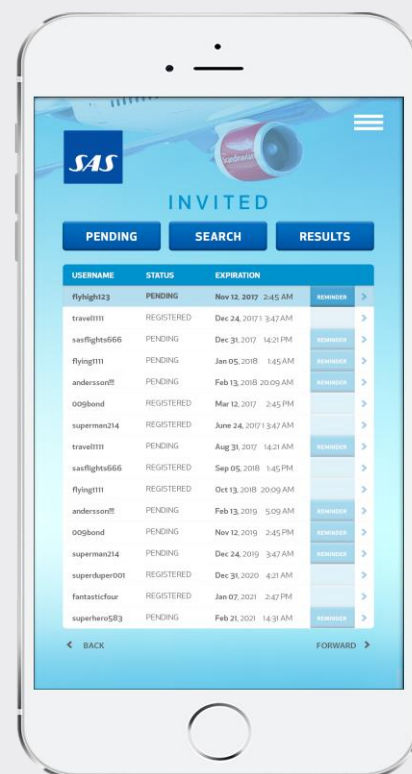 Scandinavian
SAS
INVITED
PENDING SEARCH RESULTS
USERNAME STATUS EXPIRATION
flyhigh123 PENDING Nov 12, 2017 2:45 AM REMINDER >
travell1111 REGISTERED Dec 24, 2017 1 3:47 AM >
sasflights666 PENDING Dec 31, 2017 14:21 PM REMINDER >
flying1111 PENDING Jan 05, 2018 1:45 AM REMINDER >
andersson!!! PENDING Feb 13, 2018 20:09 AM REMINDER >
009bond REGISTERED Mar 12, 2017 2:45 PM >
superman214 REGISTERED June 24, 2017 1 3:47 AM >
travell1111 PENDING Aug 31, 2017 14:21 AM REMINDER >
sasflights666 REGISTERED Sep 05, 2018 1:45 PM >
flying1111 REGISTERED Oct 13, 2018 20:09 AM >
andersson!!! PENDING Feb 13, 2019 5:09 AM REMINDER >
009bond PENDING Nov 12, 2019 2:45 PM REMINDER >
superman214 PENDING Dec 24, 2019 3:47 AM REMINDER >
superduper001 REGISTERED Dec 31, 2020 4:21 AM >
fantasticfour REGISTERED Jan 07, 2021 2:47 PM >
superhero583 PENDING Feb 21, 2021 14:31 AM REMINDER >
< BACK FORWARD >